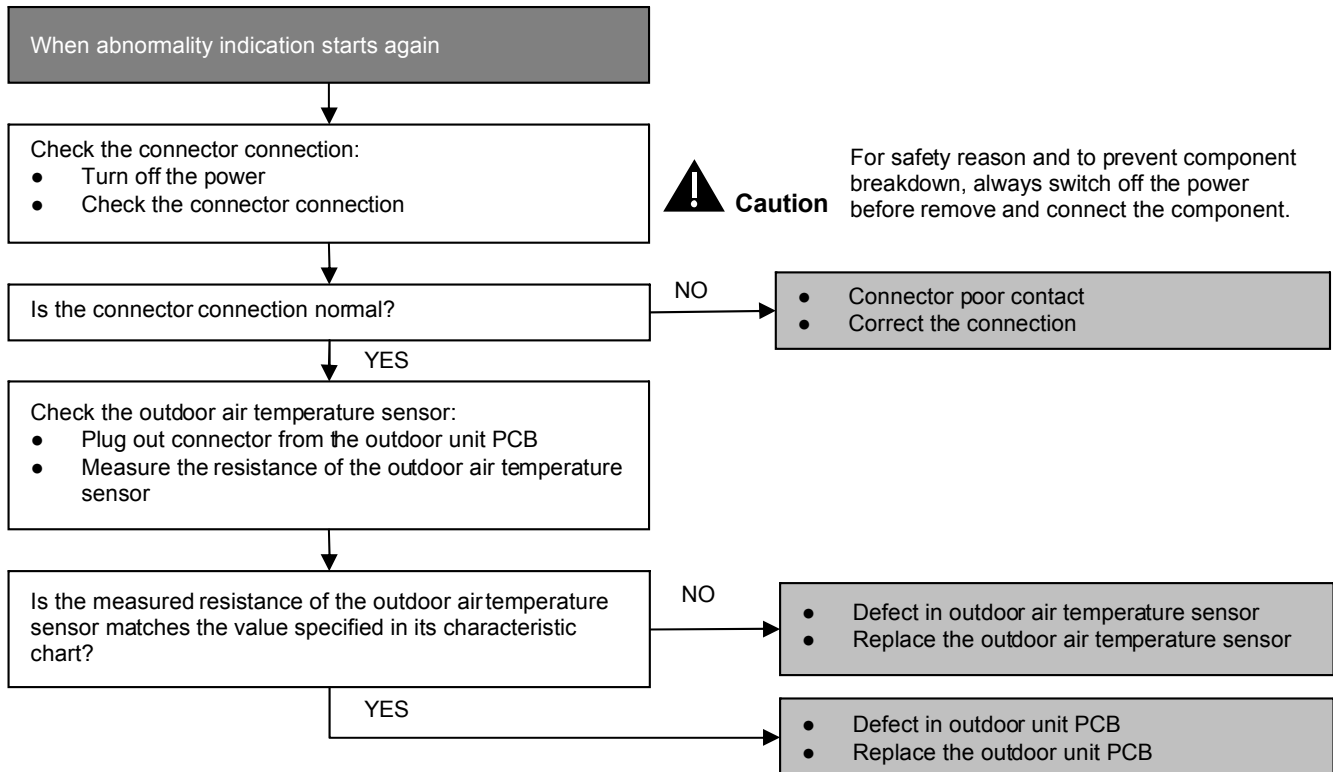 When abnormality indication starts again
Check the connector connection:
● Turn off the power
● Check the connector connection
Caution
For safety reason and to prevent component
breakdown, always switch off the power
before remove and connect the component.
Is the connector connection normal?
NO
● Connector poor contact
● Correct the connection
YES
Check the outdoor air temperature sensor:
● Plug out connector from the outdoor unit PCB
● Measure the resistance of the outdoor air temperature
sensor
Is the measured resistance of the outdoor air temperature
sensor matches the value specified in its characteristic
chart?
NO
● Defect in outdoor air temperature sensor
● Replace the outdoor air temperature sensor
YES
● Defect in outdoor unit PCB
● Replace the outdoor unit PCB